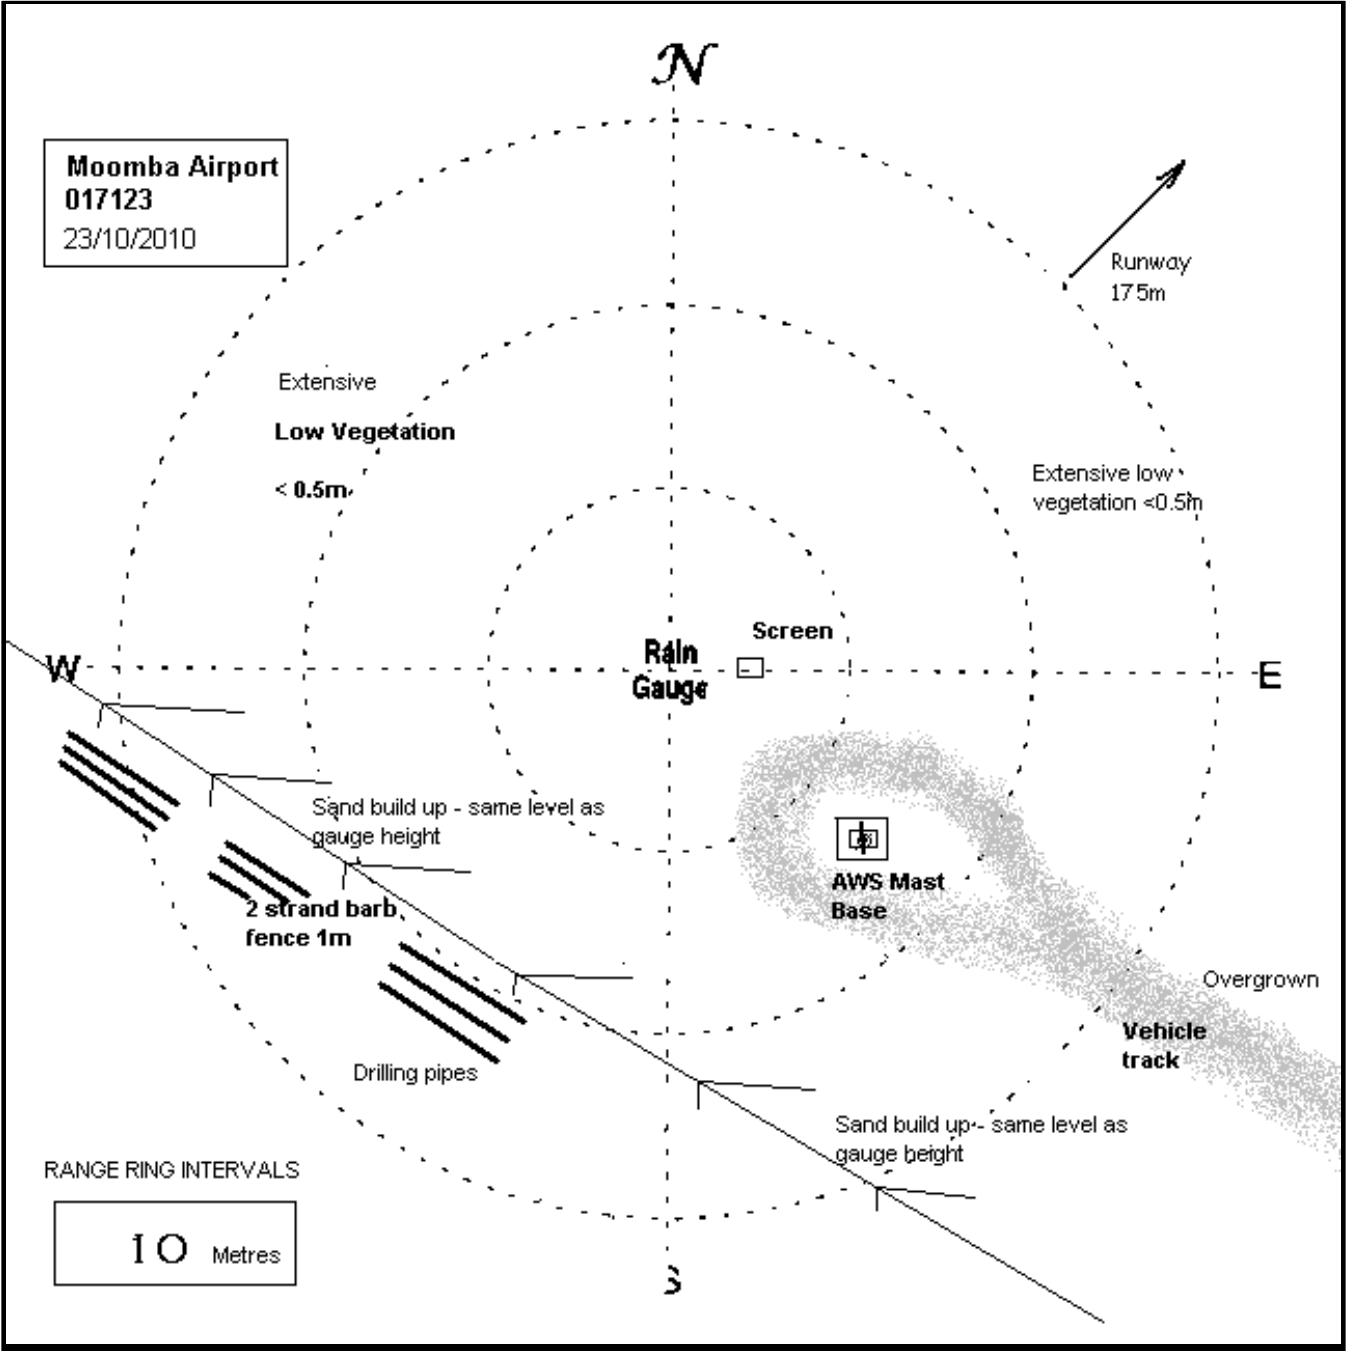 N
Moomba Airport
017123
23/10/2010
Runway
175m
Extensive
Low Vegetation
< 0.5m
Extensive low
vegetation <0.5m
Screen
Rain
Gauge
W
E
Sand build up - same level as
gauge height
AWS Mast
Base
2 strand barb
fence 1m
Overgrown
Vehicle
track
Drilling pipes
Sand build up - same level as
gauge height
RANGE RING INTERVALS
10 Metres
S